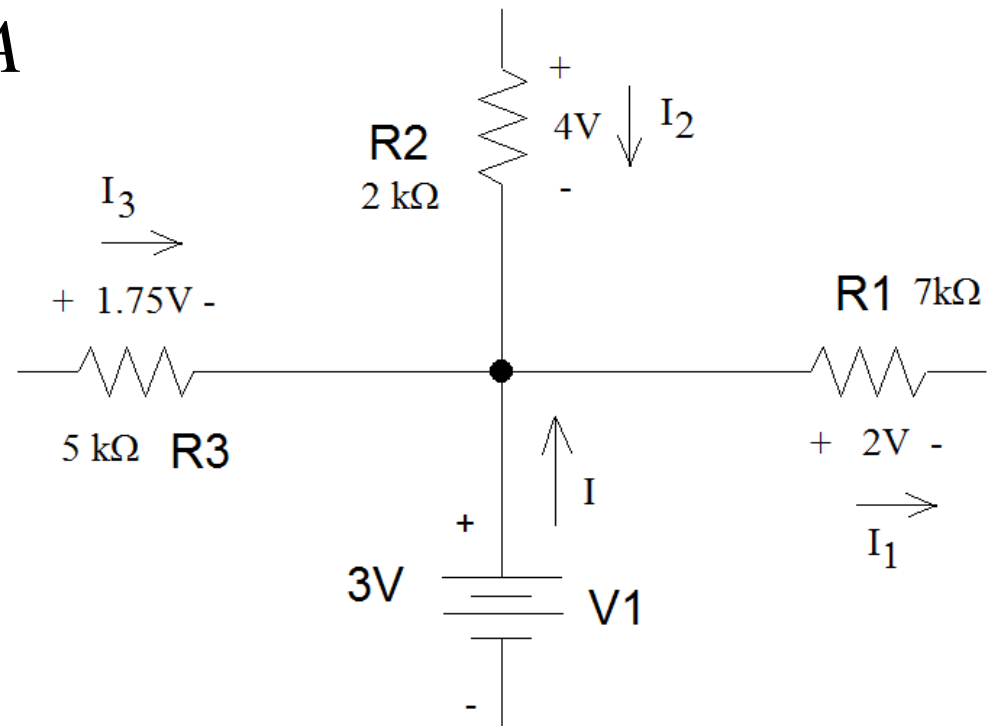 A
+
R2
4V
I2
2 kΩ
-
I3
+ 1.75V -
R1 7kΩ
5 kΩ R3
+ 2V -
I
I1
+
3V
V1
-